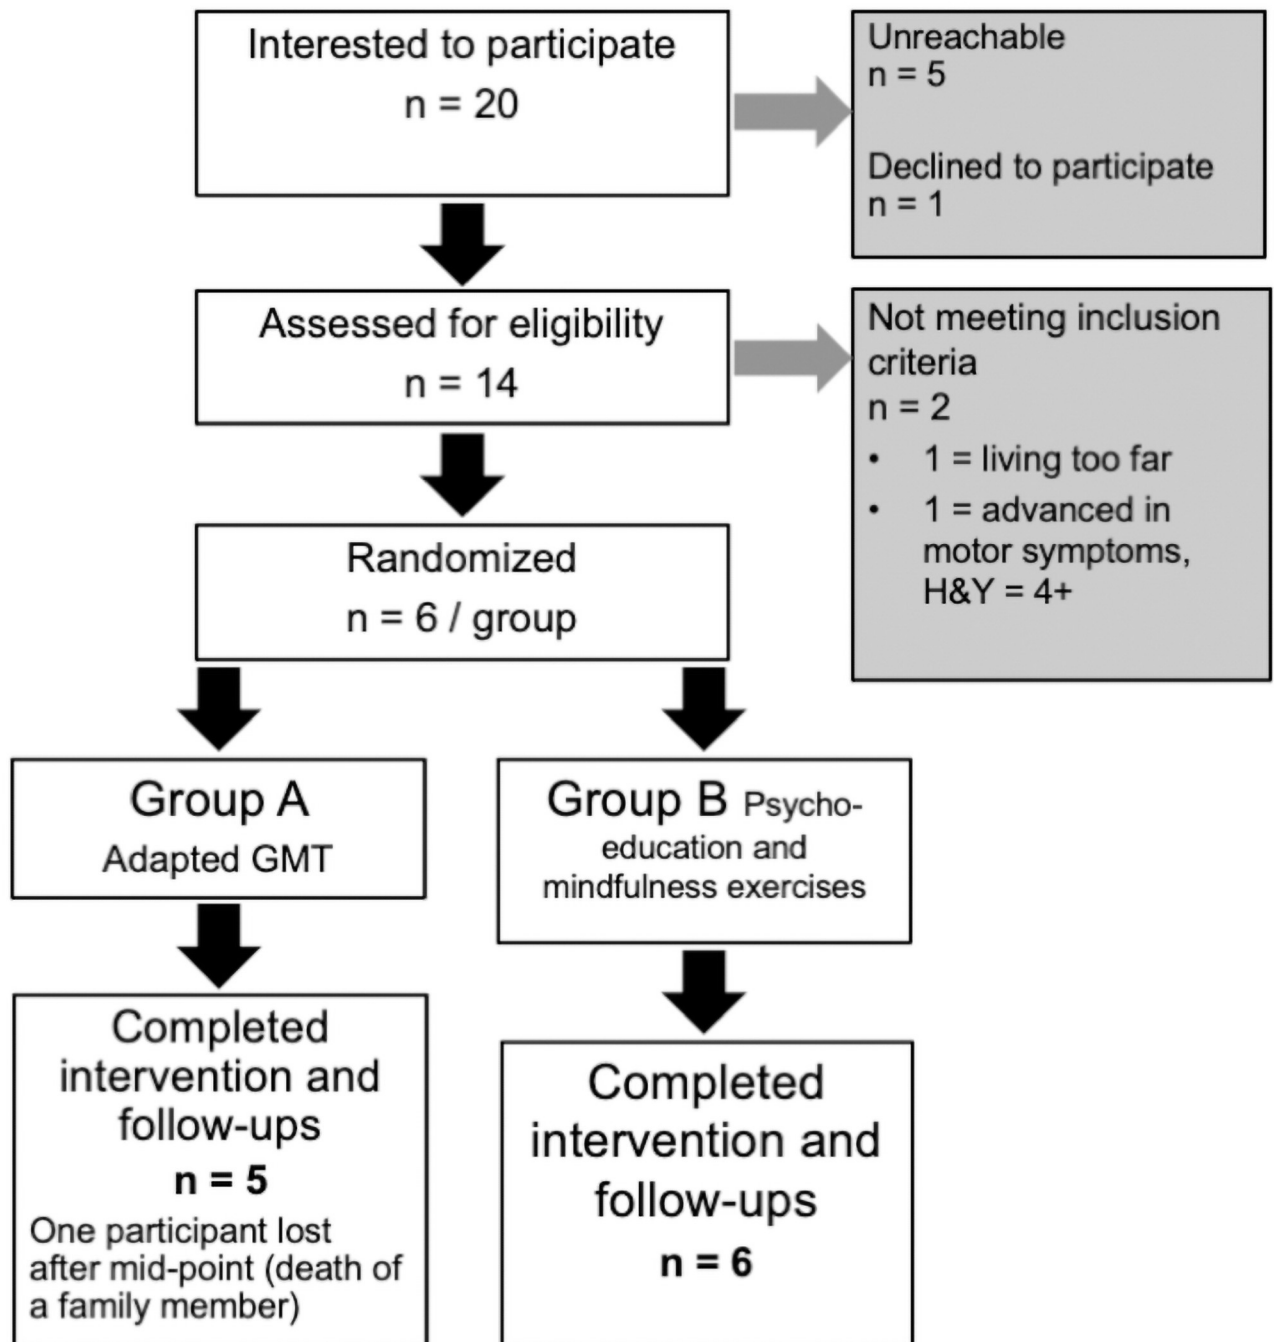 Interested to participate
n = 20
Unreachable
n = 5
Declined to participate
n = 1
Assessed for eligibility
n = 14
Not meeting inclusion
criteria
n = 2
• 1 = living too far
• 1 = advanced in
motor symptoms,
H&Y = 4+
Randomized
n = 6 / group
Group A
Adapted GMT
Group B Psycho-
education and
mindfulness exercises
Completed
intervention and
follow-ups
n = 5
One participant lost
after mid-point (death of
a family member)
Completed
intervention and
follow-ups
n = 6